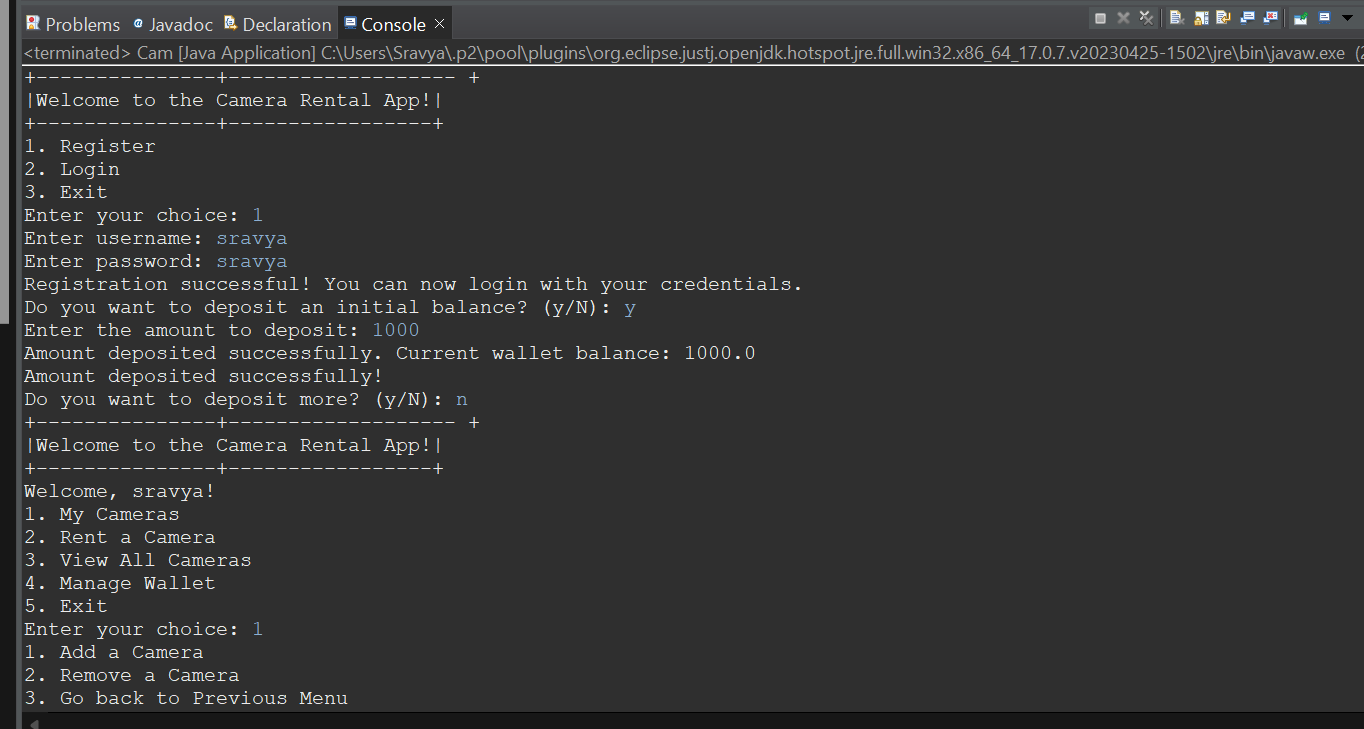 Problems Javadoc Declaration Console
<terminated> Cam [Java Application] C:\Users\Sravya\.p2\pool\plugins\org.eclipse.justj.openjdk.hotspot.jre.full.win32.x86_64_17.0.7.v20230425-1502\jre\bin\javaw.exe (2
+---------------+------------------- +
|Welcome to the Camera Rental App!|
+---------------+-----------------+
1. Register
2. Login
3. Exit
Enter your choice: 1
Enter username: sravya
Enter password: sravya
Registration successful! You can now login with your credentials.
Do you want to deposit an initial balance? (y/N): y
Enter the amount to deposit: 1000
Amount deposited successfully. Current wallet balance: 1000.0
Amount deposited successfully!
Do you want to deposit more? (y/N): n
+---------------+------------------- +
|Welcome to the Camera Rental App!|
+---------------+-----------------+
Welcome, sravya!
1. My Cameras
2. Rent a Camera
3. View All Cameras
4. Manage Wallet
5. Exit
Enter your choice: 1
1. Add a Camera
2. Remove a Camera
3. Go back to Previous Menu